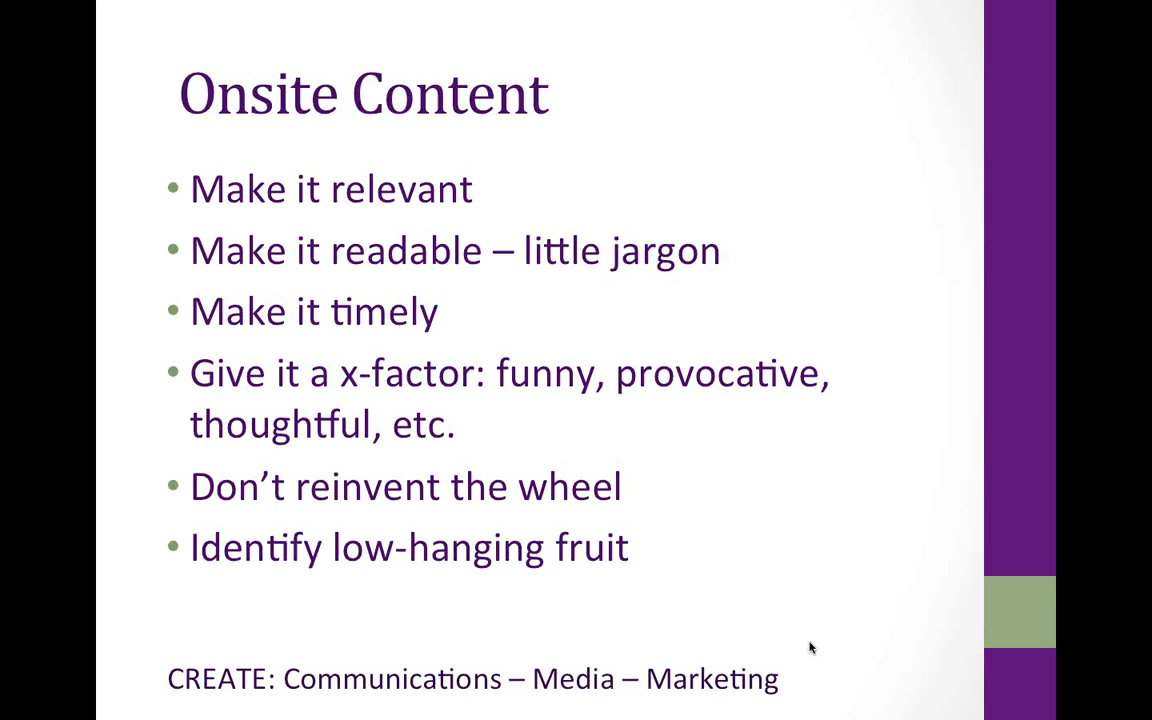 Onsite Content
• Make it relevant
• Make it readable – little jargon
• Make it timely
• Give it a x-factor: funny, provocative,
thoughtful, etc.
• Don’t reinvent the wheel
• Identify low-hanging fruit
CREATE: Communications – Media – Marketing